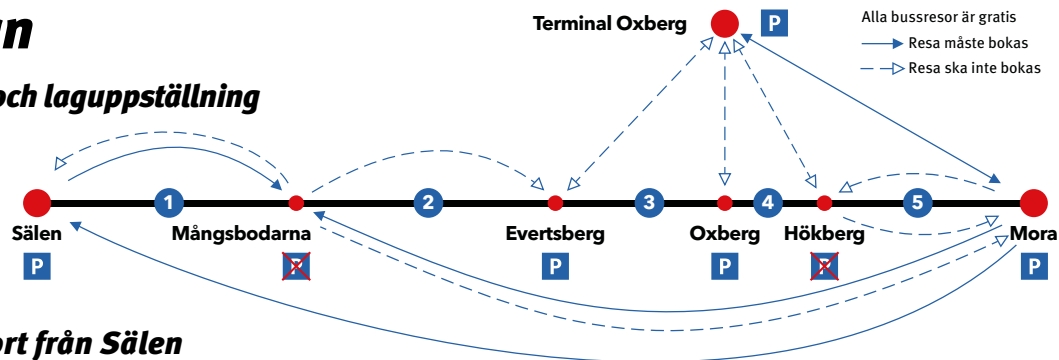 Terminal Oxberg P
Alla bussresor är gratis
Resa måste bokas
Resa ska inte bokas
och laguppställning
1 2 3 4 5
Sälen Mångsbodarna Evertsberg Oxberg Hökberg Mora
P P P P P P
från Sälen